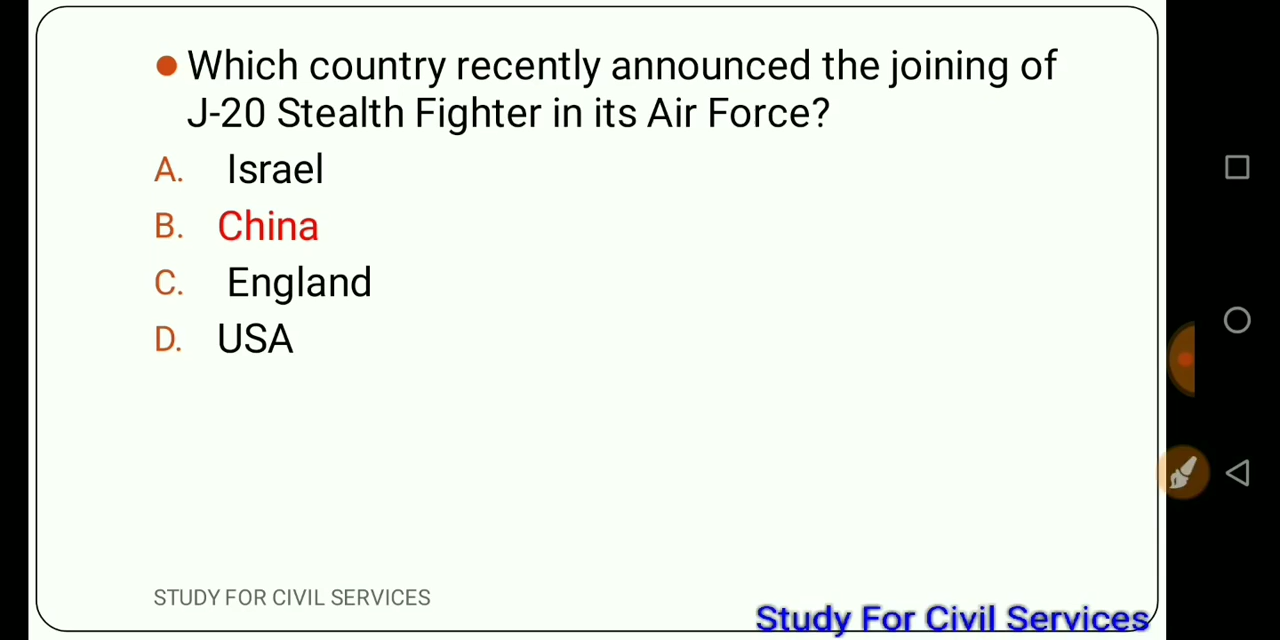 Which country recently announced the joining of
J-20 Stealth Fighter in its Air Force?
A. Israel
B. China
C. England
D. USA
STUDY FOR CIVIL SERVICES
Study For Civil Services